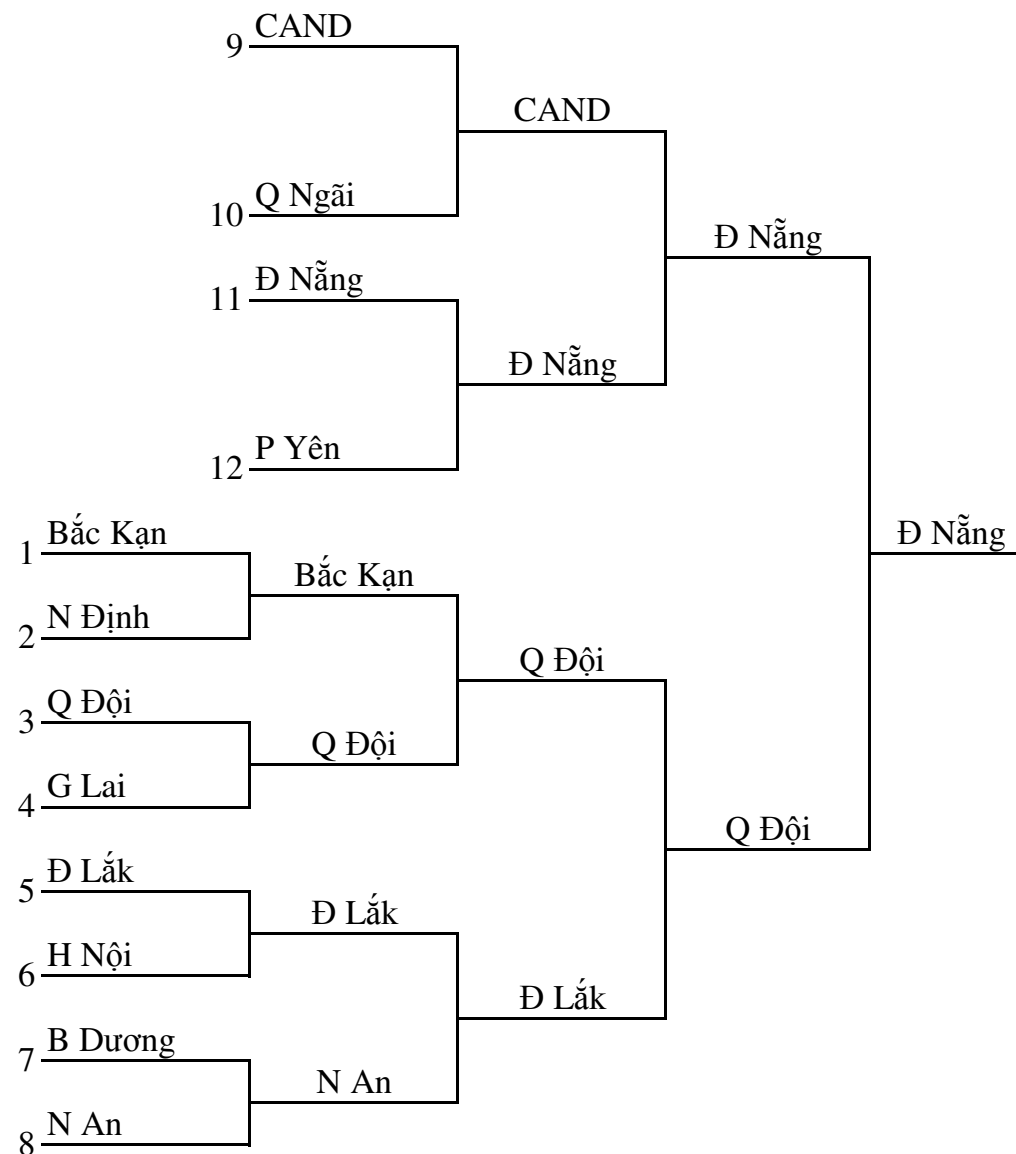 CAND
9
CAND
Q Ngãi
10
Đ Nẵng
Đ Nẵng
11
Đ Nẵng
P Yên
12
Bắc Kạn
1
Đ Nẵng
Bắc Kạn
N Định
2
Q Đội
Q Đội
3
Q Đội
G Lai
4
Q Đội
Đ Lắk
5
Đ Lắk
H Nội
6
Đ Lắk
B Dương
7
N An
N An
8